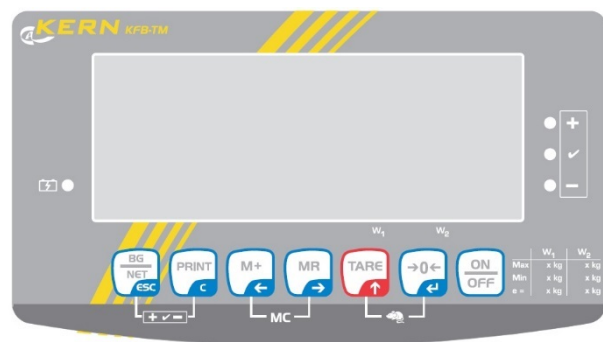 KERN KFB-TM
+
✓
−
W1 W2
BG
NET
ESC
PRINT
C
M+
←
MR
→
TARE
↑
→0←
↵
ON
OFF
W1 W2
Max x kg x kg
Min x kg x kg
e = x kg x kg
+ ✓ −
MC